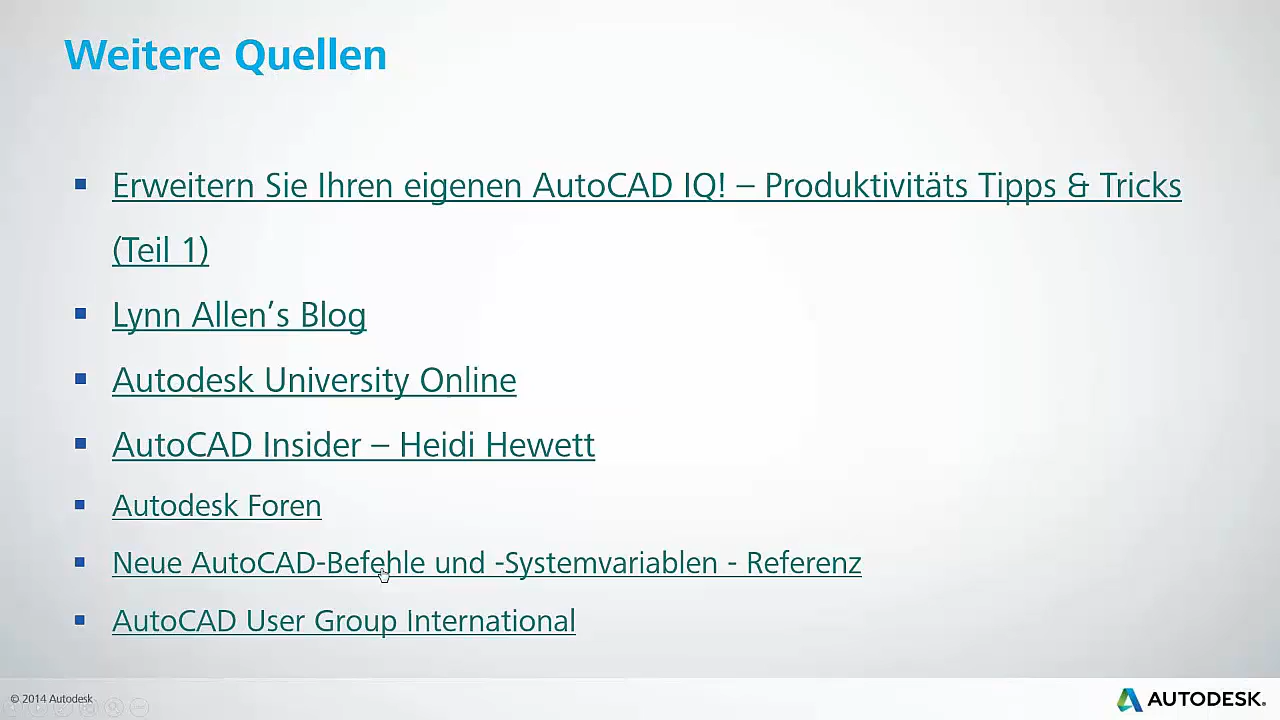 Weitere Quellen
Erweitern Sie Ihren eigenen AutoCAD IQ! – Produktivitäts Tipps & Tricks
(Teil 1)
Lynn Allen’s Blog
Autodesk University Online
AutoCAD Insider – Heidi Hewett
Autodesk Foren
Neue AutoCAD-Befehle und -Systemvariablen - Referenz
AutoCAD User Group International
© 2014 Autodesk
AUTODESK.